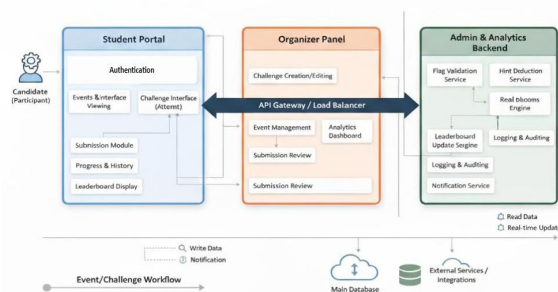 Student Portal
Organizer Panel
Admin & Analytics
Backend
Authentication
Challenge Creation/Editing
Flag Validation
Service
Hint Deduction
Service
Candidate
(Participant)
Events &Interface
Viewing
Challenge Interface
(Attemt)
Real blooms
Engine
API Gateway / Load Balancer
Event Management
Analytics
Dashboard
Submission Module
Submission Review
Leaderboard
Update Sergine
Logging & Auditing
Progress & History
Logging & Auditing
Leaderboard Display
Submission Review
Notification Service
Read Data
Real-time Update
Write Data
Notification
Event/Challenge Workflow
Main Database
External Services /
Integrations